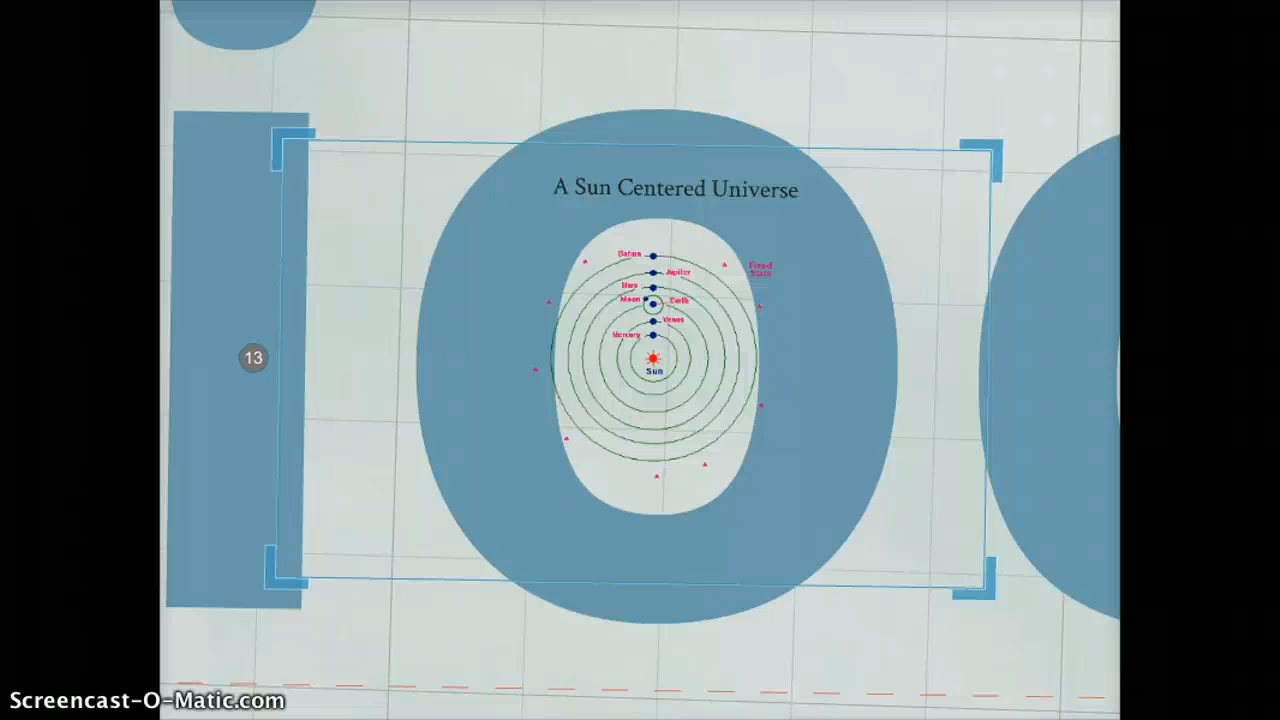 A Sun Centered Universe
Saturn
Jupiter
Fixed
Stars
Mars
Moon
Earth
Venus
Mercury
Sun
13
Screencast-O-Matic.com